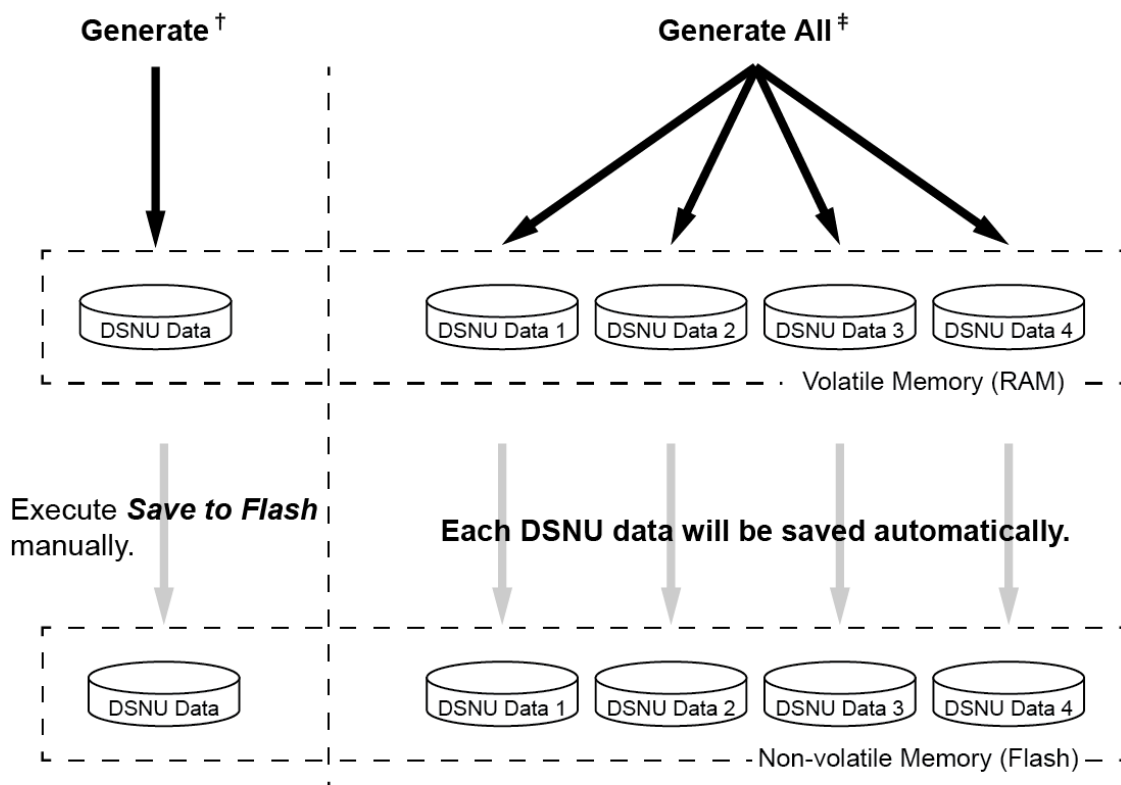 Generate †
Generate All ‡
DSNU Data
DSNU Data 1
DSNU Data 2
DSNU Data 3
DSNU Data 4
Volatile Memory (RAM)
Execute Save to Flash
manually.
Each DSNU data will be saved automatically.
DSNU Data
DSNU Data 1
DSNU Data 2
DSNU Data 3
DSNU Data 4
Non-volatile Memory (Flash)